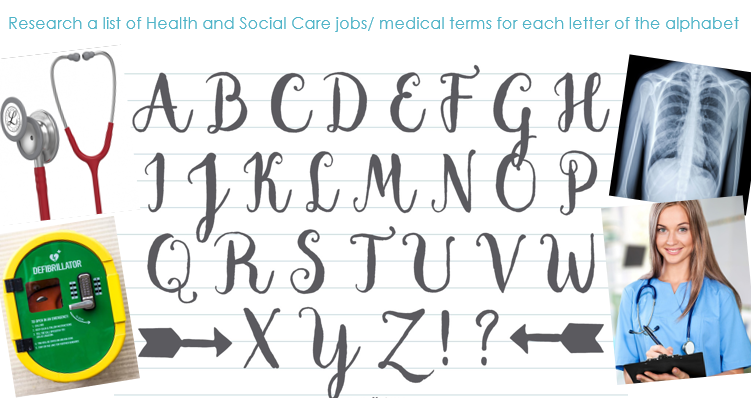 Research a list of Health and Social Care jobs/ medical terms for each letter of the alphabet
A B C D E F G H
I J K L M N O P
DEFIBRILLATOR
Q R S T U V W
X Y Z ! ?